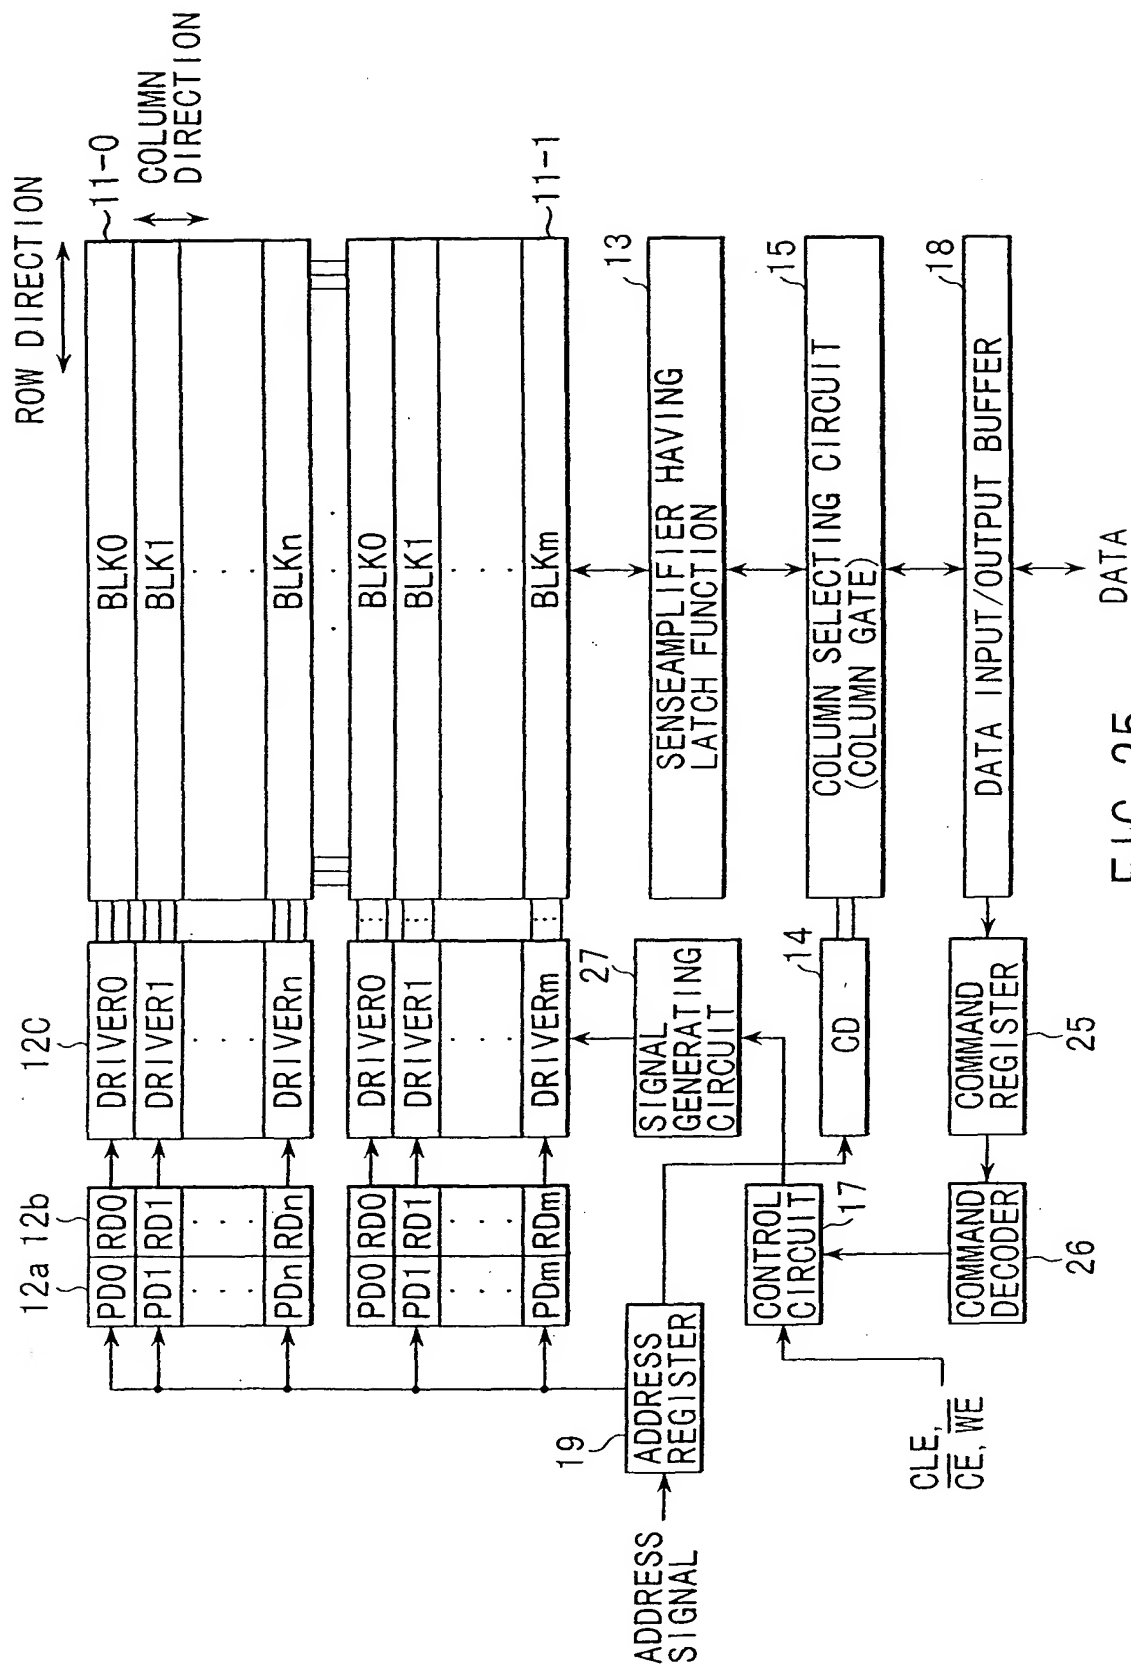 ROW DIRECTION
11-0
COLUMN
DIRECTION
12a
12b
12C
PD0
RD0
DRIVER0
BLK0
PD1
RD1
DRIVER1
BLK1
. . .
. . .
. . .
. . .
PDn
RDn
DRIVERn
BLKn
PD0
RD0
DRIVER0
BLK0
PD1
RD1
DRIVER1
BLK1
. . .
. . .
. . .
. . .
PDm
RDm
DRIVERm
BLKm
11-1
ADDRESS
SIGNAL
19
ADDRESS
REGISTER
27
SIGNAL
GENERATING
CIRCUIT
13
SENSEAMPLIFIER HAVING
LATCH FUNCTION
CONTROL
CIRCUIT
17
14
CD
15
COLUMN SELECTING CIRCUIT
(COLUMN GATE)
CLE,
CE, WE
COMMAND
DECODER
26
COMMAND
REGISTER
25
18
DATA INPUT/OUTPUT BUFFER
DATA